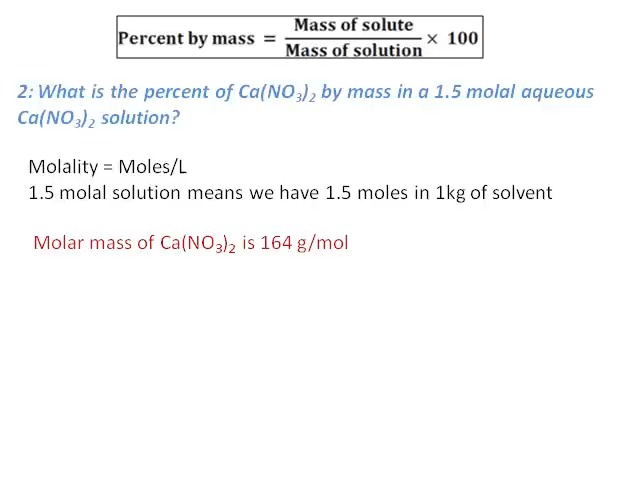 Percent by mass = Mass of solute / Mass of solution × 100
2: What is the percent of Ca(NO₃)₂ by mass in a 1.5 molal aqueous
Ca(NO₃)₂ solution?
Molality = Moles/L
1.5 molal solution means we have 1.5 moles in 1kg of solvent
Molar mass of Ca(NO₃)₂ is 164 g/mol